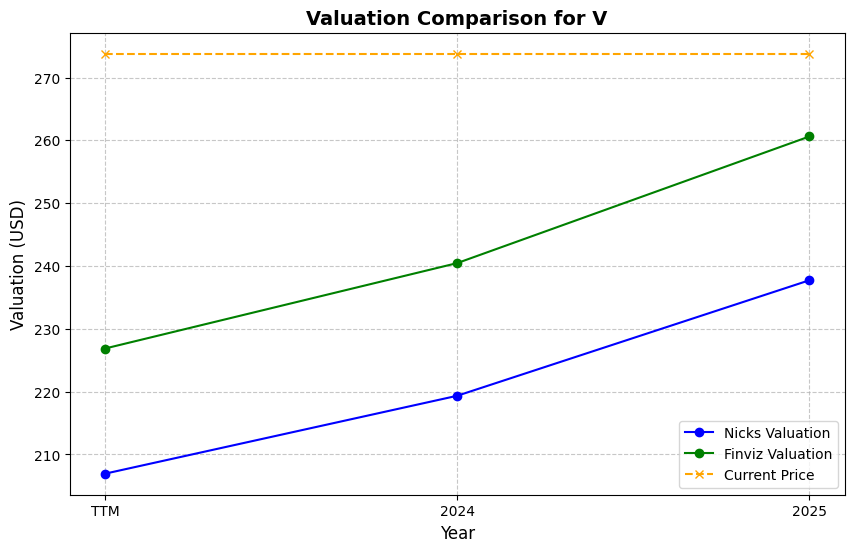 Valuation Comparison for V
Valuation (USD)
270
260
250
240
230
220
210
TTM
2024
2025
Year
Nicks Valuation
Finviz Valuation
Current Price